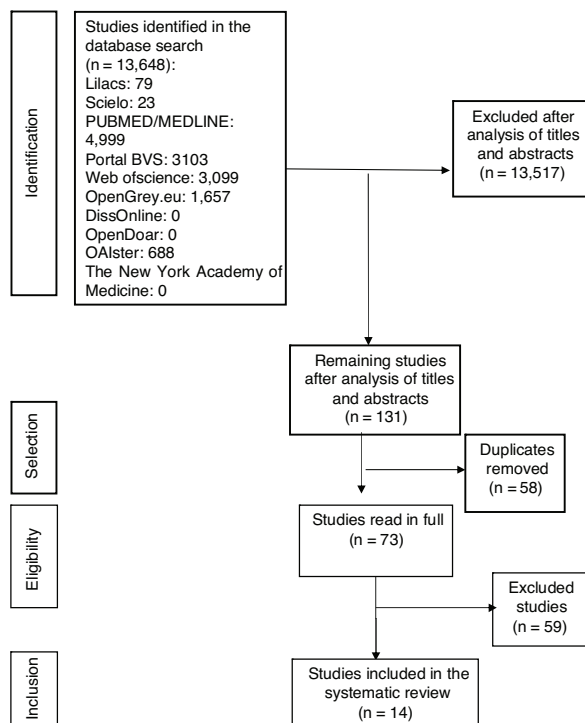 Identification
Studies identified in the
database search
(n = 13,648):
Lilacs: 79
Scielo: 23
PUBMED/MEDLINE:
4,999
Portal BVS: 3103
Web ofscience: 3,099
OpenGrey.eu: 1,657
DissOnline: 0
OpenDoar: 0
OAIster: 688
The New York Academy of
Medicine: 0
Excluded after
analysis of titles
and abstracts
(n = 13,517)
Remaining studies
after analysis of titles
and abstracts
(n = 131)
Selection
Duplicates
removed
(n = 58)
Eligibility
Studies read in full
(n = 73)
Excluded
studies
(n = 59)
Inclusion
Studies included in the
systematic review
(n = 14)